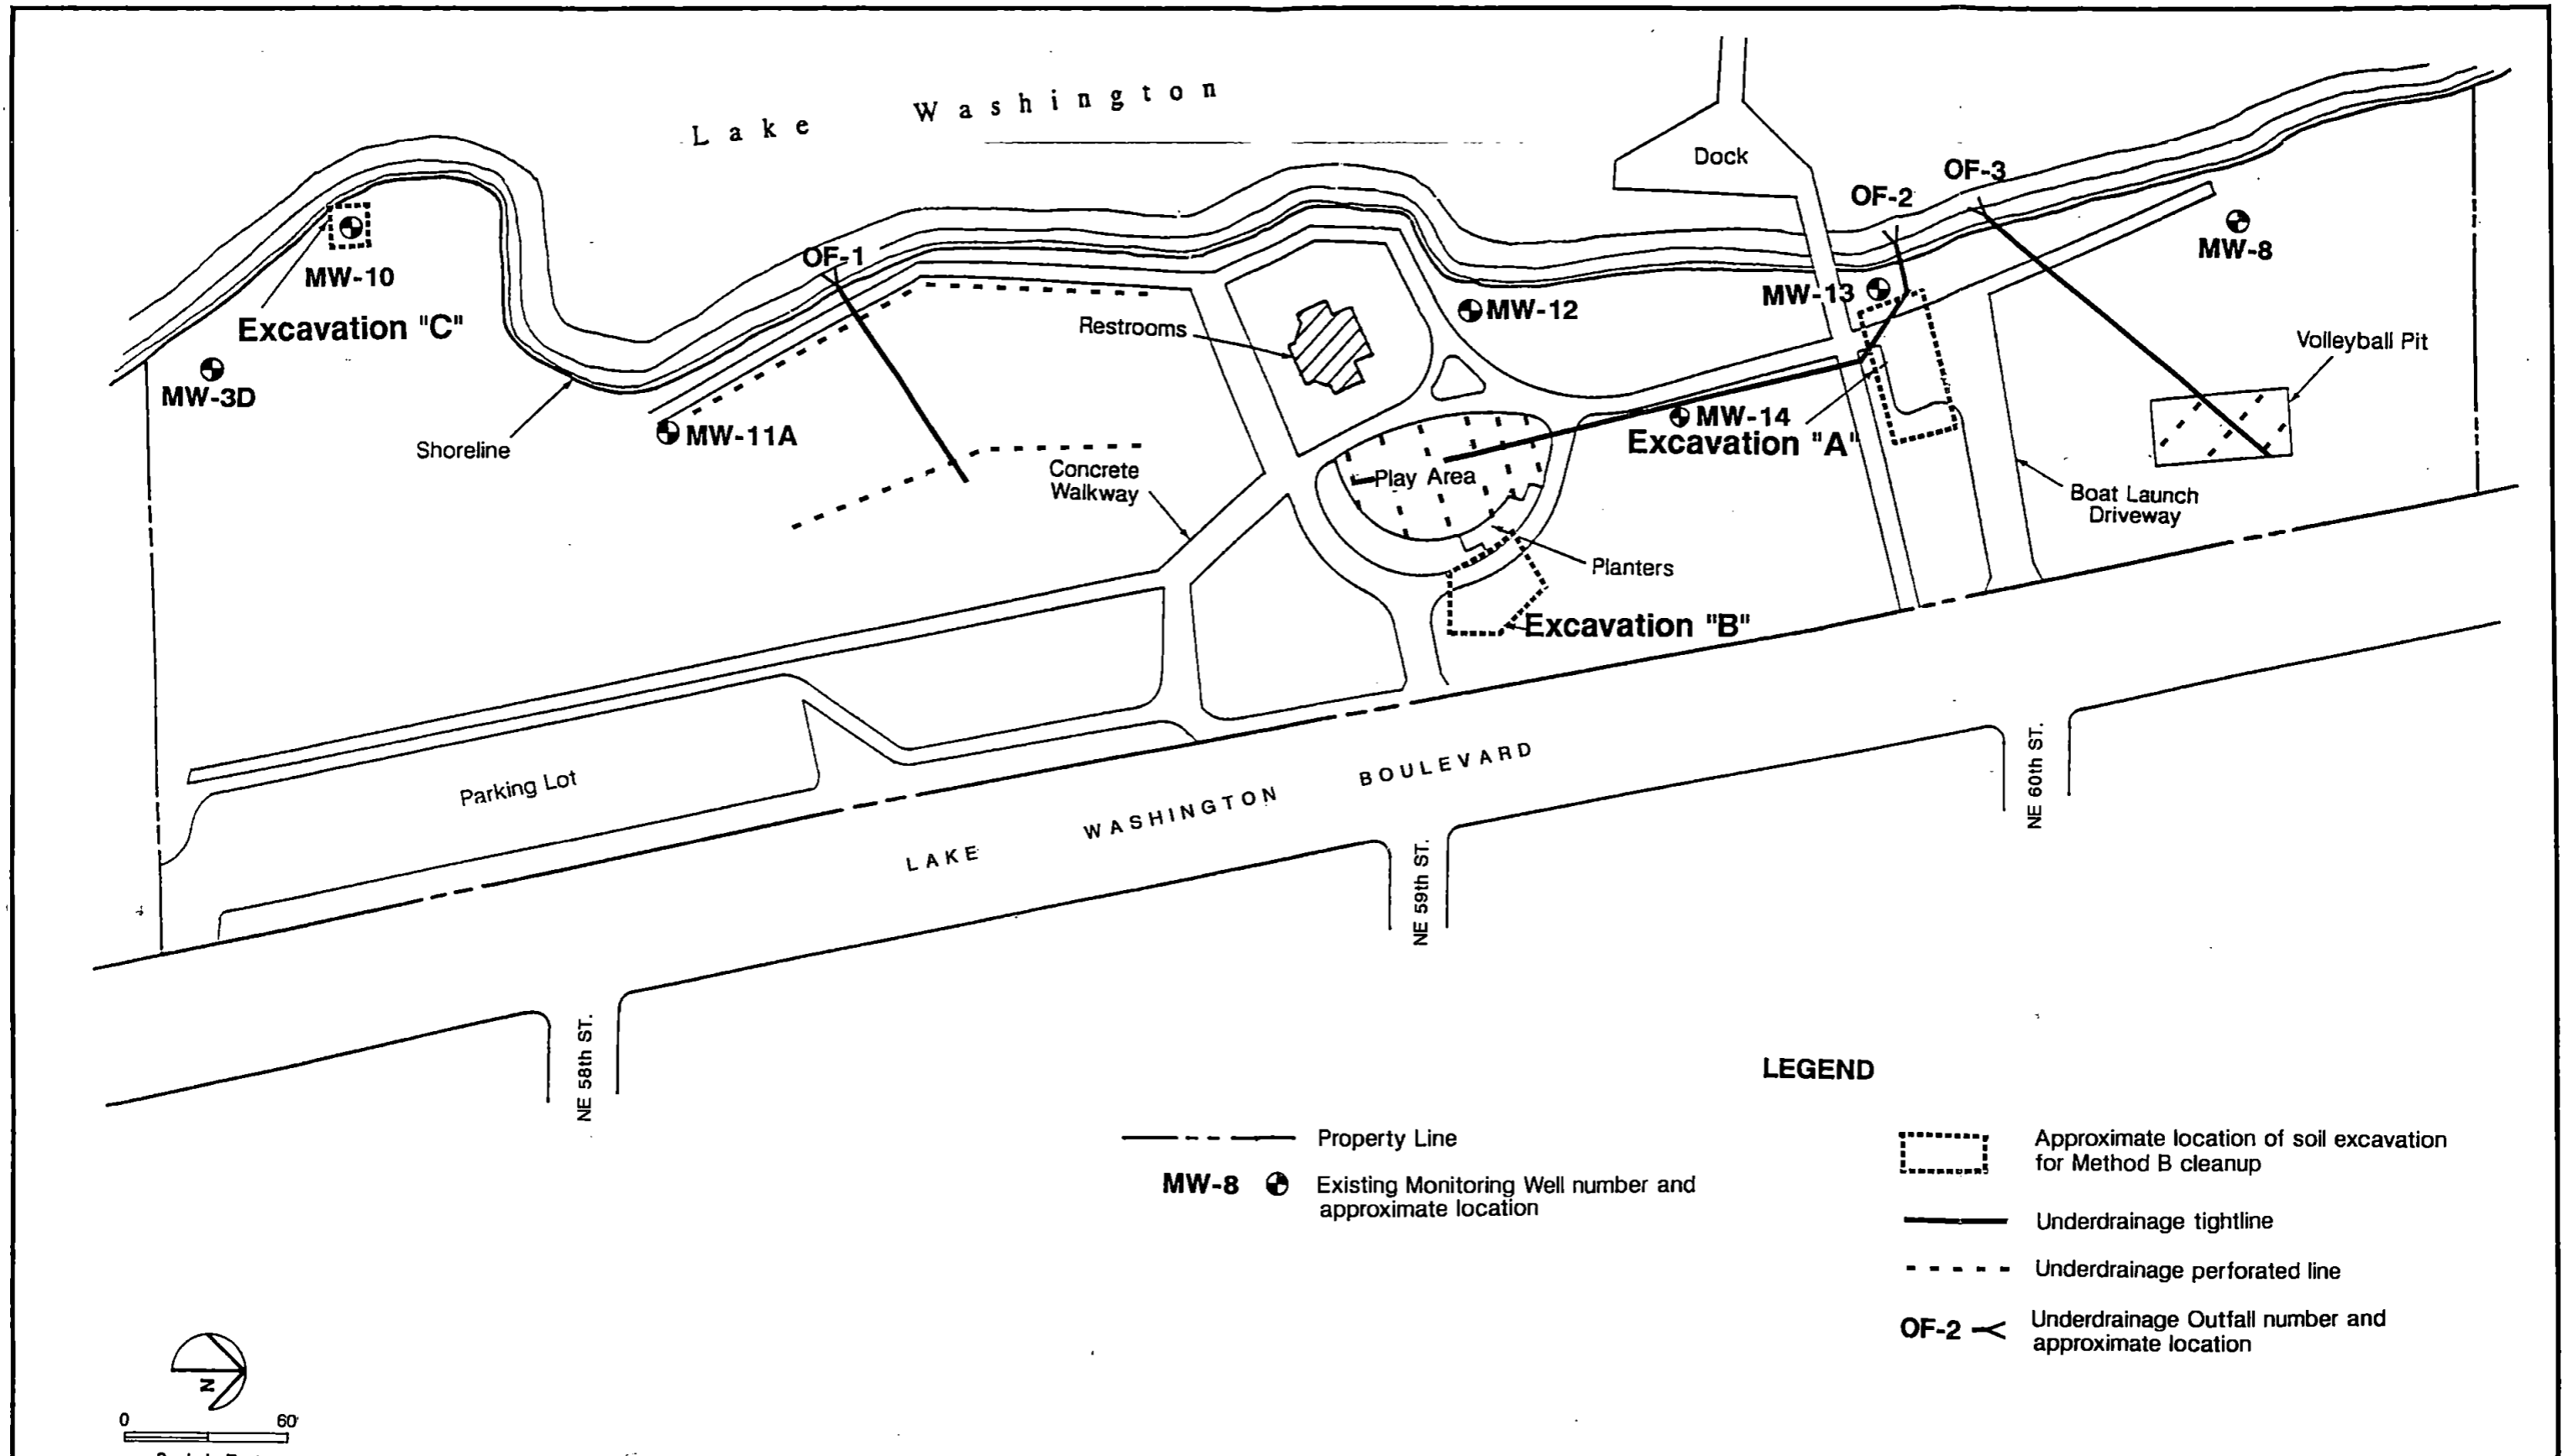 Lake Washington
Dock
OF-3
OF-2
MW-8
MW-10
OF-1
MW-13
Excavation "C"
Restrooms
MW-12
Volleyball Pit
MW-3D
MW-11A
MW-14
Shoreline
Excavation "A"
Concrete
Walkway
Play Area
Boat Launch
Driveway
Planters
Excavation "B"
Parking Lot
LAKE WASHINGTON BOULEVARD
NE 60th ST.
NE 59th ST.
NE 58th ST.
LEGEND
Property Line
MW-8 Existing Monitoring Well number and
approximate location
Approximate location of soil excavation
for Method B cleanup
Underdrainage tightline
Underdrainage perforated line
OF-2 Underdrainage Outfall number and
approximate location
N
0 60'